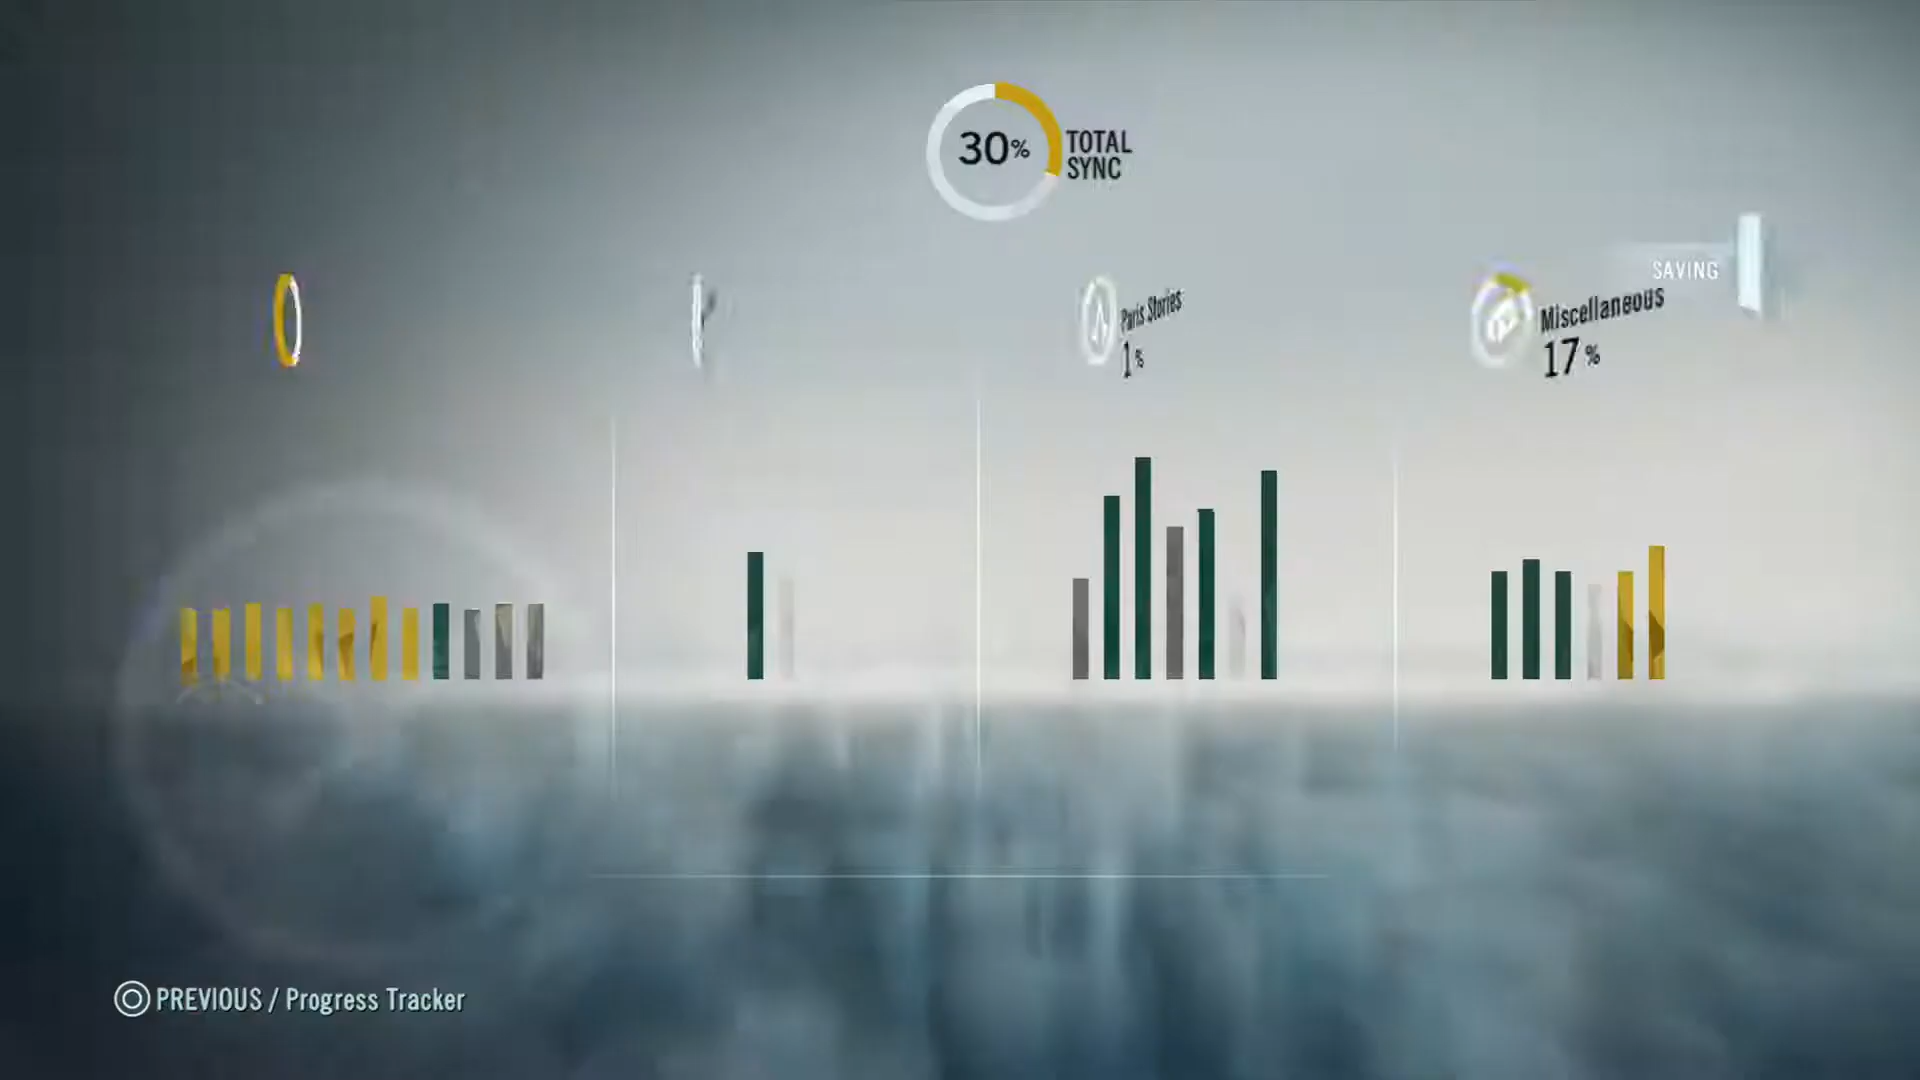 30%
TOTAL
SYNC
SAVING
Paris Stories
1%
Miscellaneous
17%
PREVIOUS / Progress Tracker